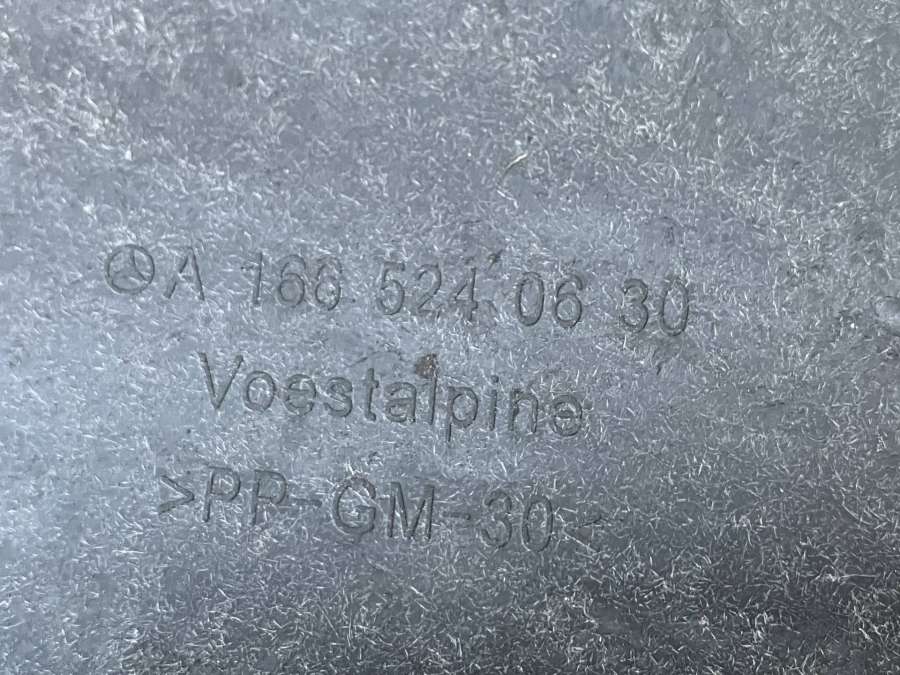 A 166 524 06 30
Voestalpine
>PP-GM-30-